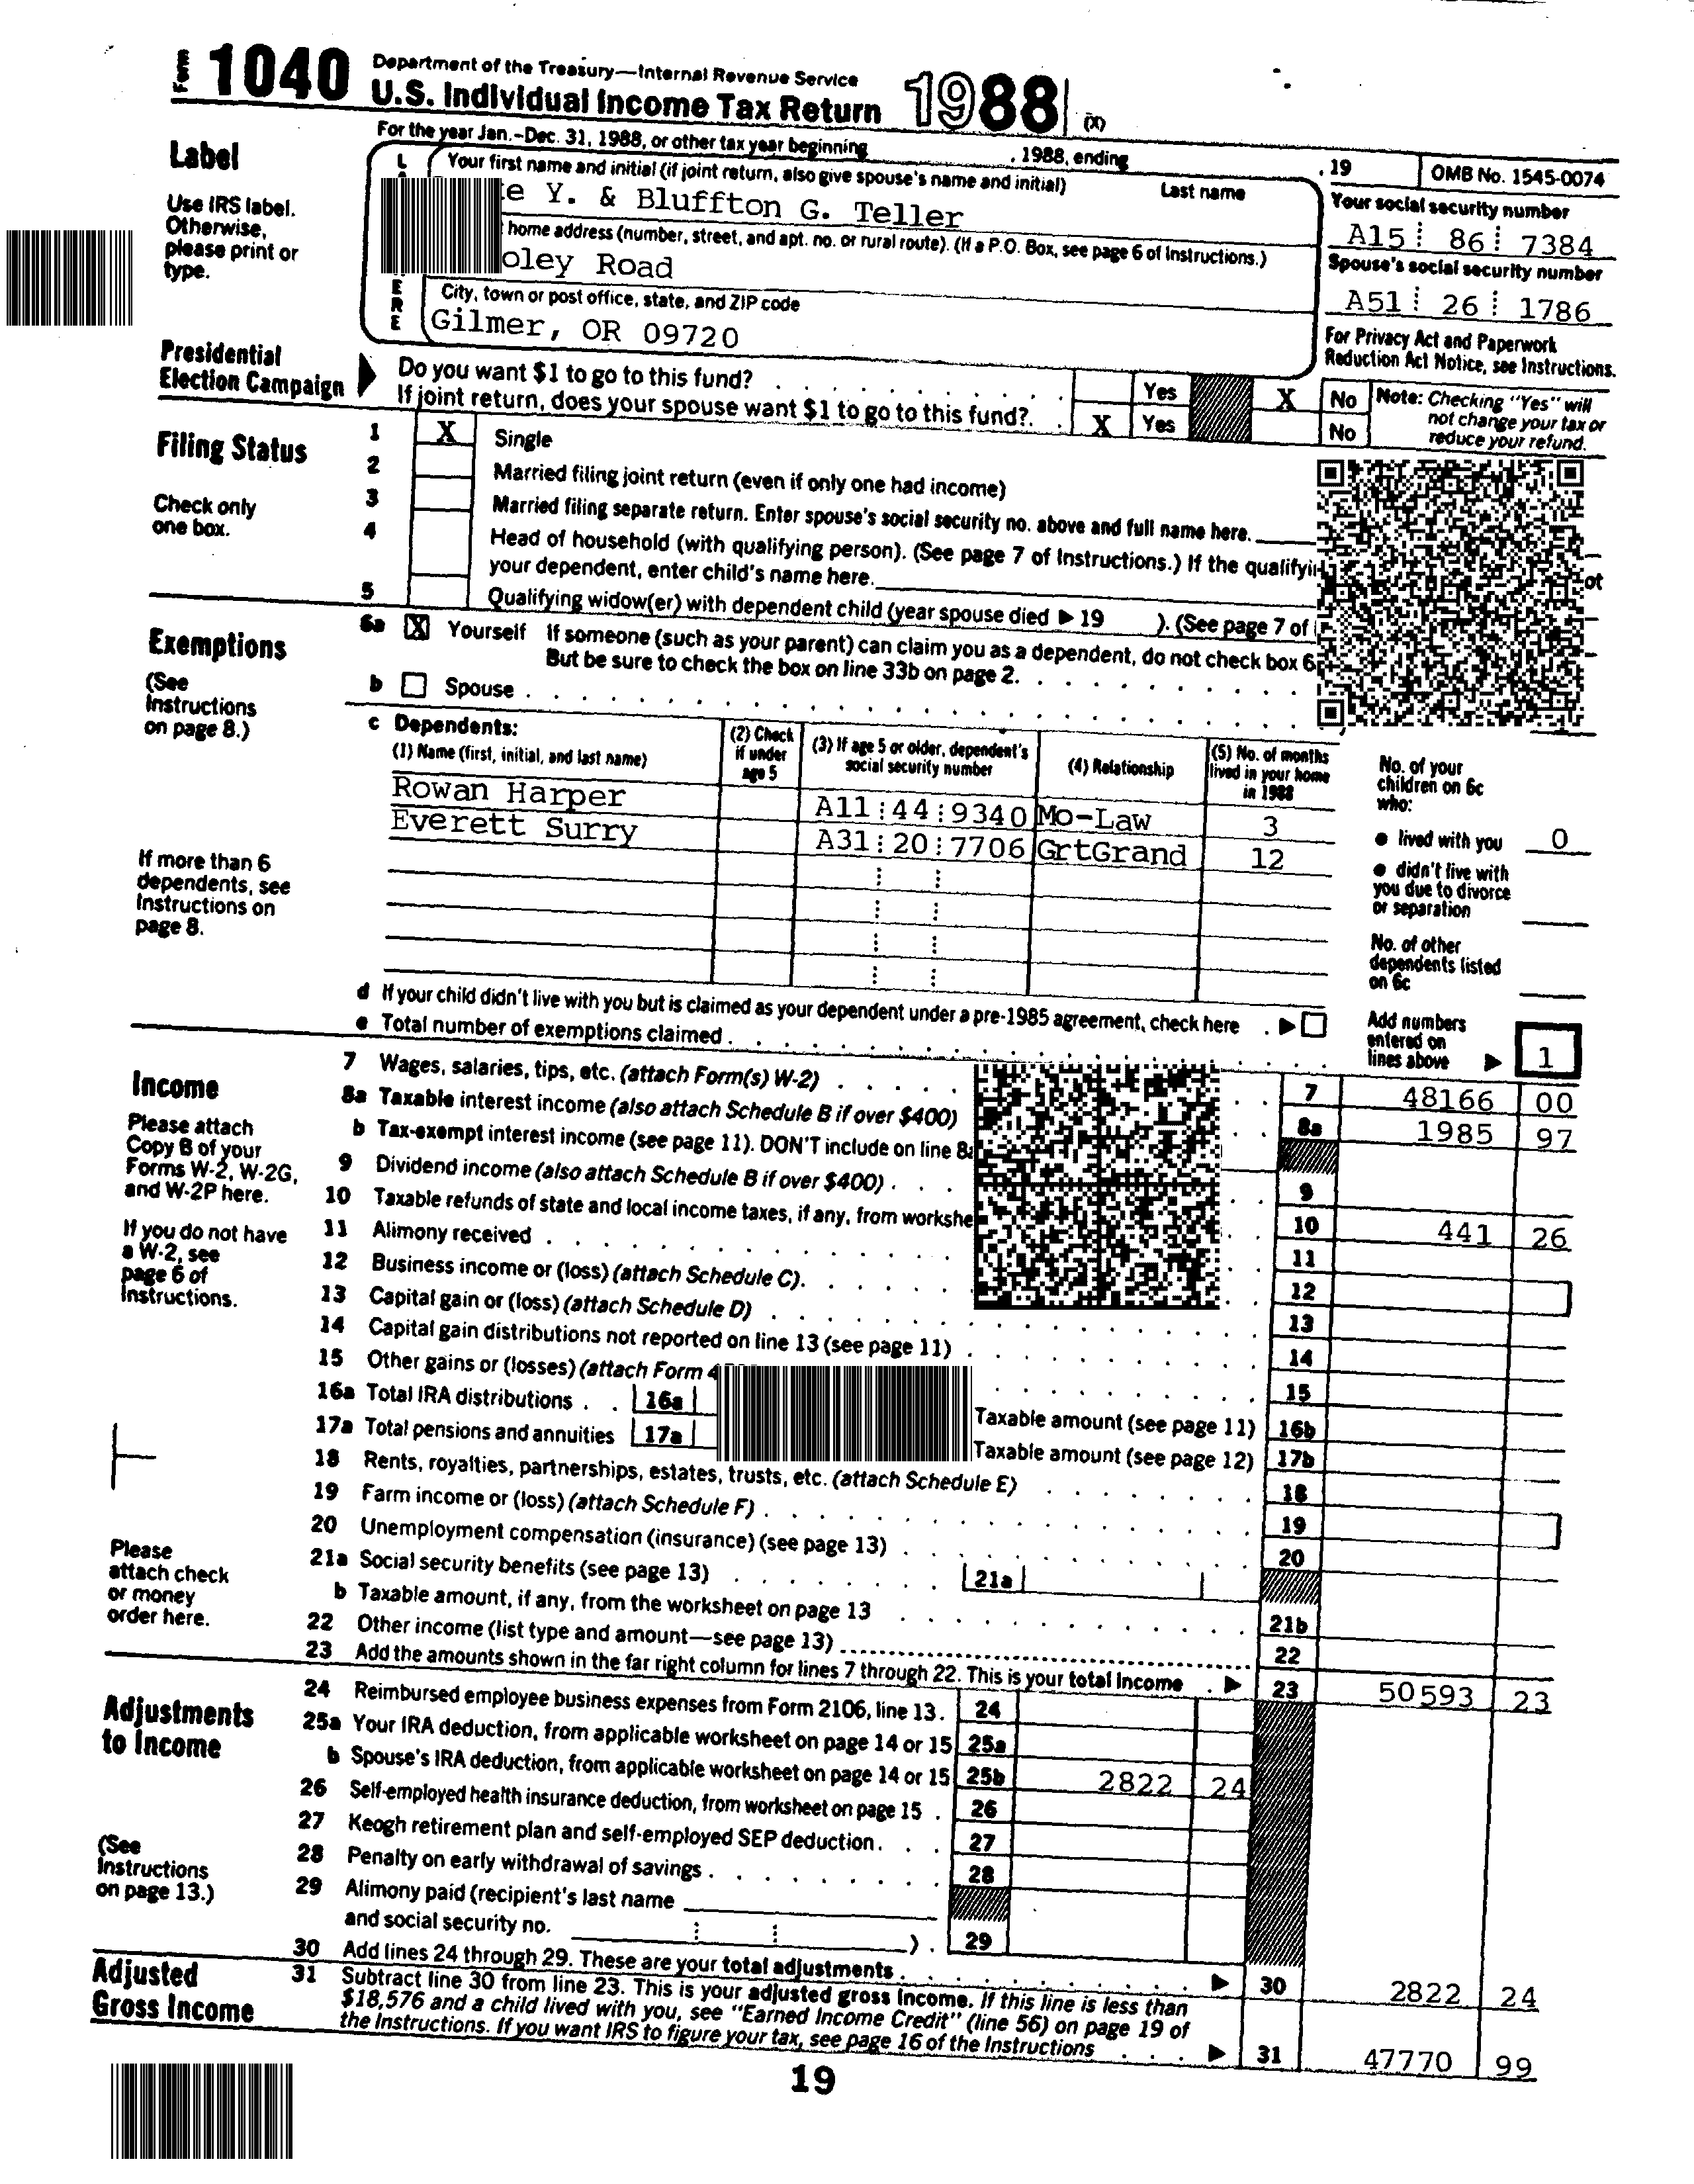 Form 1040 Department of the Treasury—Internal Revenue Service
U.S. Individual Income Tax Return 1988 (X)
For the year Jan.–Dec. 31, 1988, or other tax year beginning , 1988, ending , 19 OMB No. 1545-0074
Label
Use IRS label.
Otherwise,
please print or
type.
L
E
R
E
Your first name and initial (if joint return, also give spouse's name and initial) Last name
Y. & Bluffton G. Teller
Your social security number
A15 86 7384
home address (number, street, and apt. no. or rural route). (If a P.O. Box, see page 6 of Instructions.)
Road
Spouse's social security number
A51 26 1786
City, town or post office, state, and ZIP code
Gilmer, OR 09720
For Privacy Act and Paperwork
Reduction Act Notice, see Instructions.
Presidential
Election Campaign
Do you want $1 to go to this fund? Yes X No
If joint return, does your spouse want $1 to go to this fund? X Yes No
Note: Checking "Yes" will
not change your tax or
reduce your refund.
Filing Status
Check only
one box.
1 X Single
2 Married filing joint return (even if only one had income)
3 Married filing separate return. Enter spouse's social security no. above and full name here.
4 Head of household (with qualifying person). (See page 7 of Instructions.) If the
your dependent, enter child's name here.
5 Qualifying widow(er) with dependent child (year spouse died ▶ 19 ). (See page 7 of
Exemptions
(See
Instructions
on page 8.)
6a X Yourself If someone (such as your parent) can claim you as a dependent, do not check box
But be sure to check the box on line 33b on page 2.
b Spouse
c Dependents:
(1) Name (first, initial, and last name)
(2) Check
if under
age 5
(3) If age 5 or older, dependent's
social security number
(4) Relationship
(5) No. of months
lived in your home
in 1988
Rowan Harper A11 44 9340 Mo-Law 3
Everett Surry A31 20 7706 GrtGrand 12
If more than 6
dependents, see
Instructions on
page 8.
No. of your
children on 6c
who:
● lived with you 0
● didn't live with
you due to divorce
or separation
No. of other
dependents listed
on 6c
d If your child didn't live with you but is claimed as your dependent under a pre-1985 agreement, check here ▶
e Total number of exemptions claimed
Add numbers
entered on
lines above ▶ 1
Income
Please attach
Copy B of your
Forms W-2, W-2G,
and W-2P here.
If you do not have
a W-2, see
page 6 of
Instructions.
7 Wages, salaries, tips, etc. (attach Form(s) W-2) 7 48166 00
8a Taxable interest income (also attach Schedule B if over $400) 8a 1985 97
b Tax-exempt interest income (see page 11). DON'T include on line
9 Dividend income (also attach Schedule B if over $400) 9
10 Taxable refunds of state and local income taxes, if any, from 10 441 26
11 Alimony received 11
12 Business income or (loss) (attach Schedule C) 12
13 Capital gain or (loss) (attach Schedule D) 13
14 Capital gain distributions not reported on line 13 (see page 11) 14
15 Other gains or (losses) (attach Form 15
16a Total IRA distributions 16a Taxable amount (see page 11) 16b
17a Total pensions and annuities 17a Taxable amount (see page 12) 17b
18 Rents, royalties, partnerships, estates, trusts, etc. (attach Schedule E) 18
19 Farm income or (loss) (attach Schedule F) 19
20 Unemployment compensation (insurance) (see page 13) 20
21a Social security benefits (see page 13) 21a
b Taxable amount, if any, from the worksheet on page 13 21b
22 Other income (list type and amount—see page 13) 22
23 Add the amounts shown in the far right column for lines 7 through 22. This is your total income ▶ 23 50593 23
Please
attach check
or money
order here.
Adjustments
to Income
(See
Instructions
on page 13.)
24 Reimbursed employee business expenses from Form 2106, line 13. 24
25a Your IRA deduction, from applicable worksheet on page 14 or 15 25a
b Spouse's IRA deduction, from applicable worksheet on page 14 or 15 25b 2822 24
26 Self-employed health insurance deduction, from worksheet on page 15 26
27 Keogh retirement plan and self-employed SEP deduction 27
28 Penalty on early withdrawal of savings 28
29 Alimony paid (recipient's last name
and social security no. ) 29
30 Add lines 24 through 29. These are your total adjustments ▶ 30 2822 24
Adjusted
Gross Income
31 Subtract line 30 from line 23. This is your adjusted gross income. If this line is less than
$18,576 and a child lived with you, see "Earned Income Credit" (line 56) on page 19 of
the Instructions. If you want IRS to figure your tax, see page 16 of the Instructions ▶ 31 47770 99
19